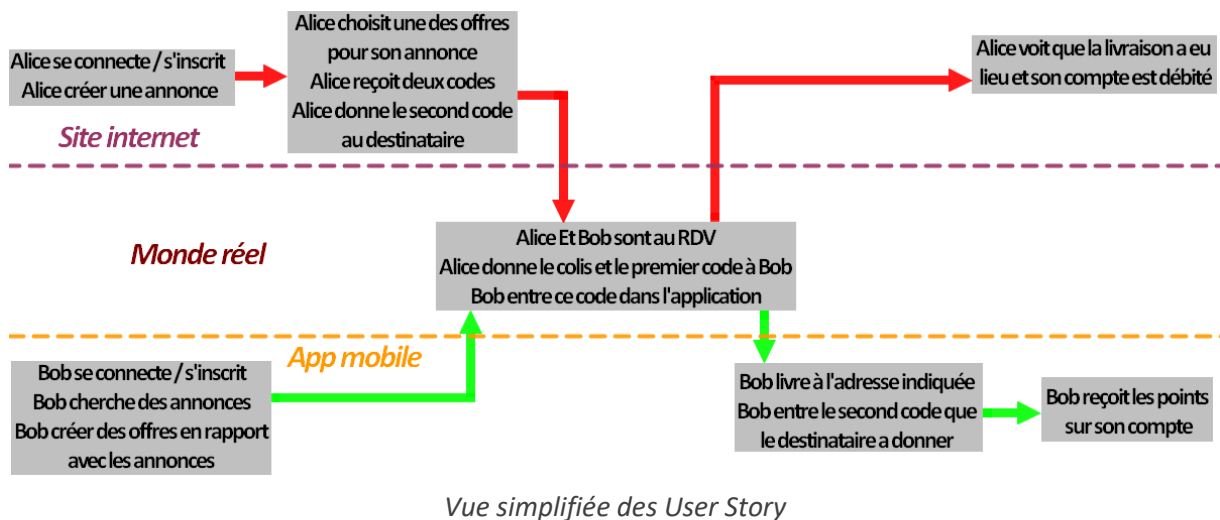 Alice se connecte / s'inscrit
Alice créer une annonce
Alice choisit une des offres
pour son annonce
Alice reçoit deux codes
Alice donne le second code
au destinataire
Alice voit que la livraison a eu
lieu et son compte est débité
Site internet
Monde réel
Alice Et Bob sont au RDV
Alice donne le colis et le premier code à Bob
Bob entre ce code dans l'application
App mobile
Bob se connecte / s'inscrit
Bob cherche des annonces
Bob créer des offres en rapport
avec les annonces
Bob livre à l'adresse indiquée
Bob entre le second code que
le destinataire a donner
Bob reçoit les points
sur son compte
Vue simplifiée des User Story